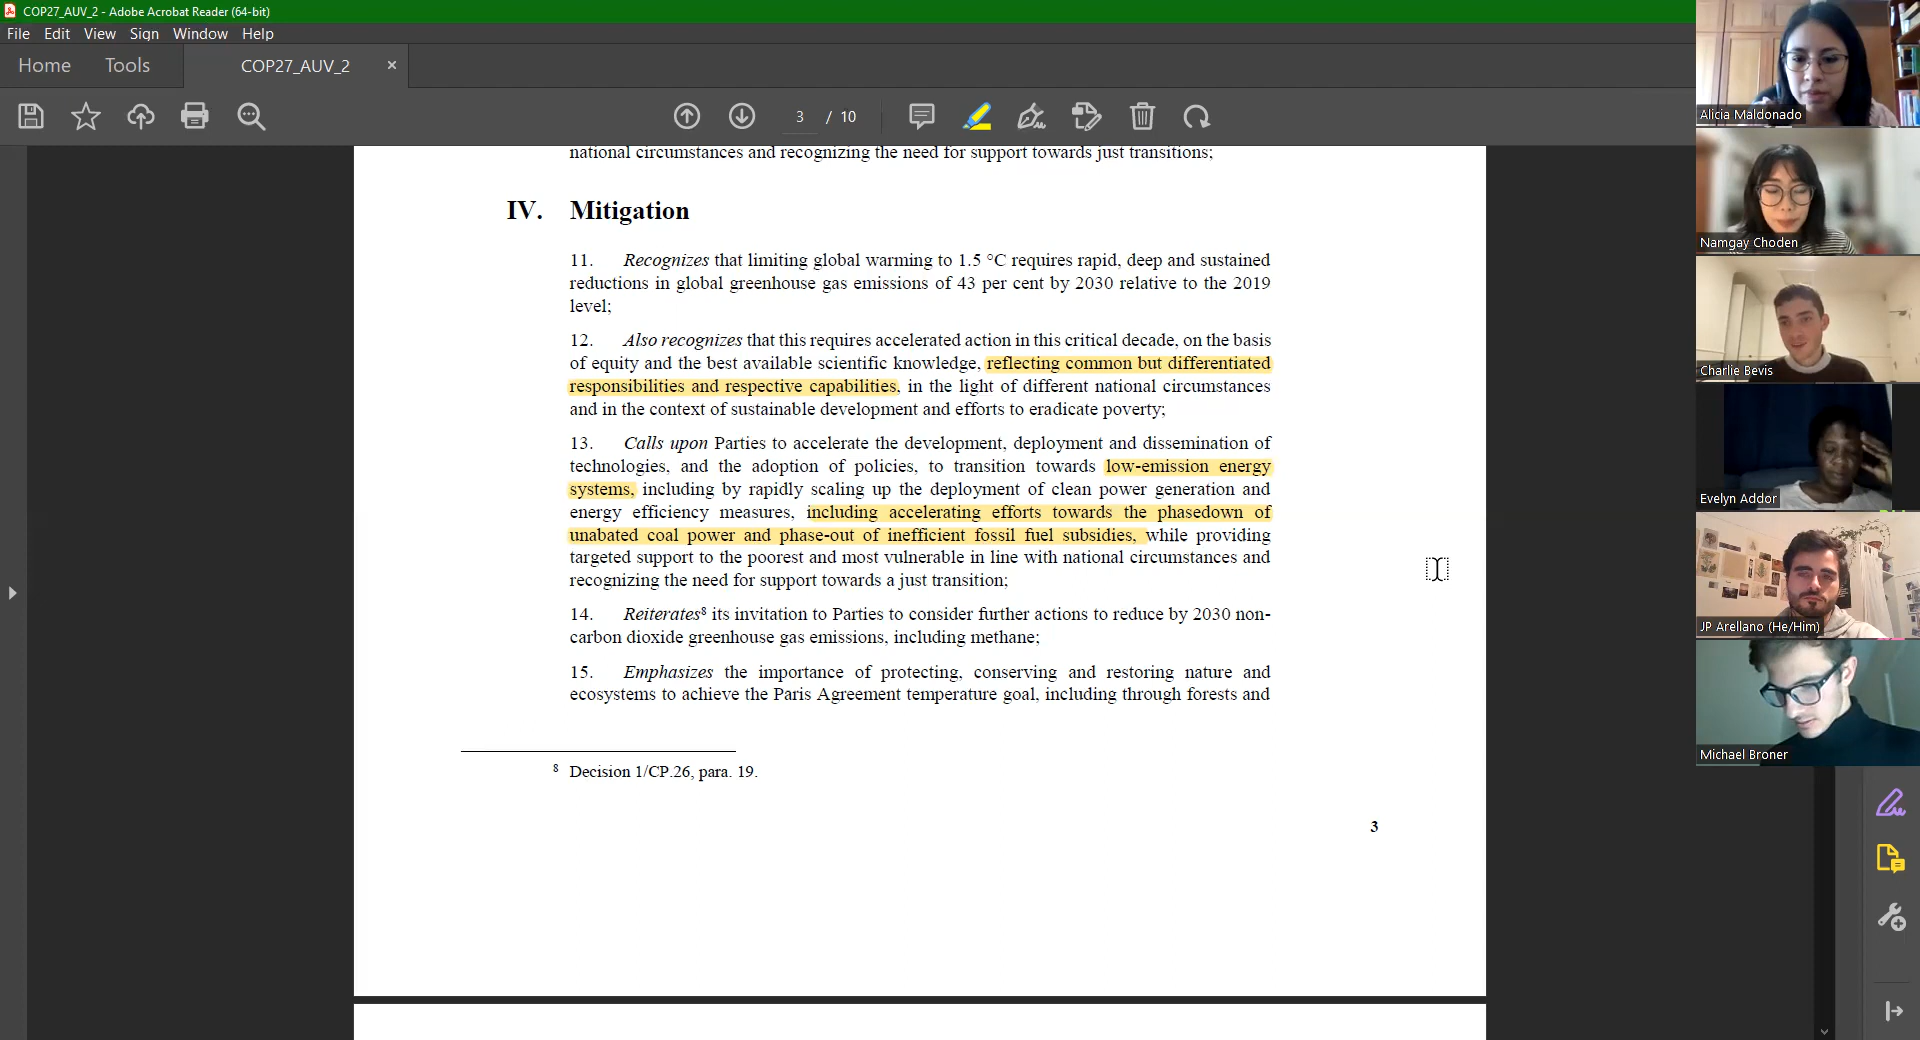 COP27_AUV_2 - Adobe Acrobat Reader (64-bit)
File Edit View Sign Window Help
Home Tools COP27_AUV_2 ×
3 / 10
national circumstances and recognizing the need for support towards just transitions;
IV. Mitigation
11. Recognizes that limiting global warming to 1.5 °C requires rapid, deep and sustained
reductions in global greenhouse gas emissions of 43 per cent by 2030 relative to the 2019
level;
12. Also recognizes that this requires accelerated action in this critical decade, on the basis
of equity and the best available scientific knowledge, reflecting common but differentiated
responsibilities and respective capabilities, in the light of different national circumstances
and in the context of sustainable development and efforts to eradicate poverty;
13. Calls upon Parties to accelerate the development, deployment and dissemination of
technologies, and the adoption of policies, to transition towards low-emission energy
systems, including by rapidly scaling up the deployment of clean power generation and
energy efficiency measures, including accelerating efforts towards the phasedown of
unabated coal power and phase-out of inefficient fossil fuel subsidies, while providing
targeted support to the poorest and most vulnerable in line with national circumstances and
recognizing the need for support towards a just transition;
14. Reiterates⁸ its invitation to Parties to consider further actions to reduce by 2030 non-
carbon dioxide greenhouse gas emissions, including methane;
15. Emphasizes the importance of protecting, conserving and restoring nature and
ecosystems to achieve the Paris Agreement temperature goal, including through forests and
⁸ Decision 1/CP.26, para. 19.
3
Alicia Maldonado
Namgay Choden
Charlie Bevis
Evelyn Addor
JP Arellano (He/Him)
Michael Broner